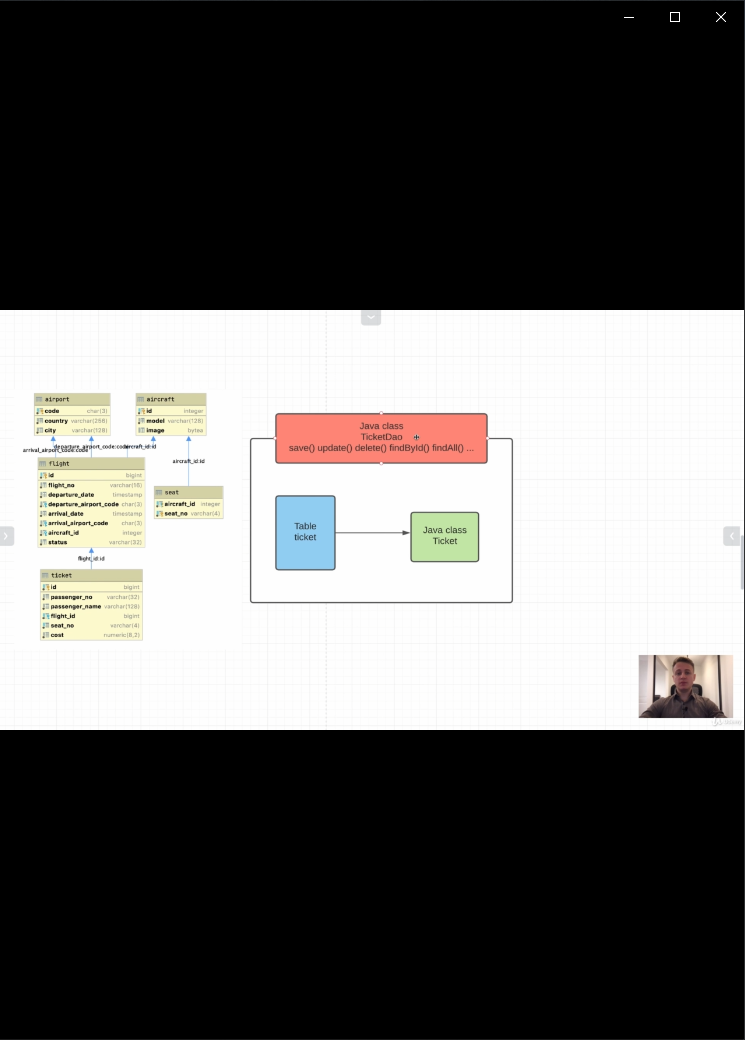 airport
code char(3)
country varchar(256)
city varchar(128)
aircraft
id integer
model varchar(128)
image bytea
departure_airport_code:code
aircraft_id:id
arrival_airport_code:code
flight
id bigint
flight_no varchar(16)
departure_date timestamp
departure_airport_code char(3)
arrival_date timestamp
arrival_airport_code char(3)
aircraft_id integer
status varchar(32)
aircraft_id:id
seat
aircraft_id integer
seat_no varchar(4)
flight_id:id
ticket
id bigint
passenger_no varchar(32)
passenger_name varchar(128)
flight_id bigint
seat_no varchar(4)
cost numeric(8,2)
Java class
TicketDao
save() update() delete() findById() findAll() ...
Table
ticket
Java class
Ticket